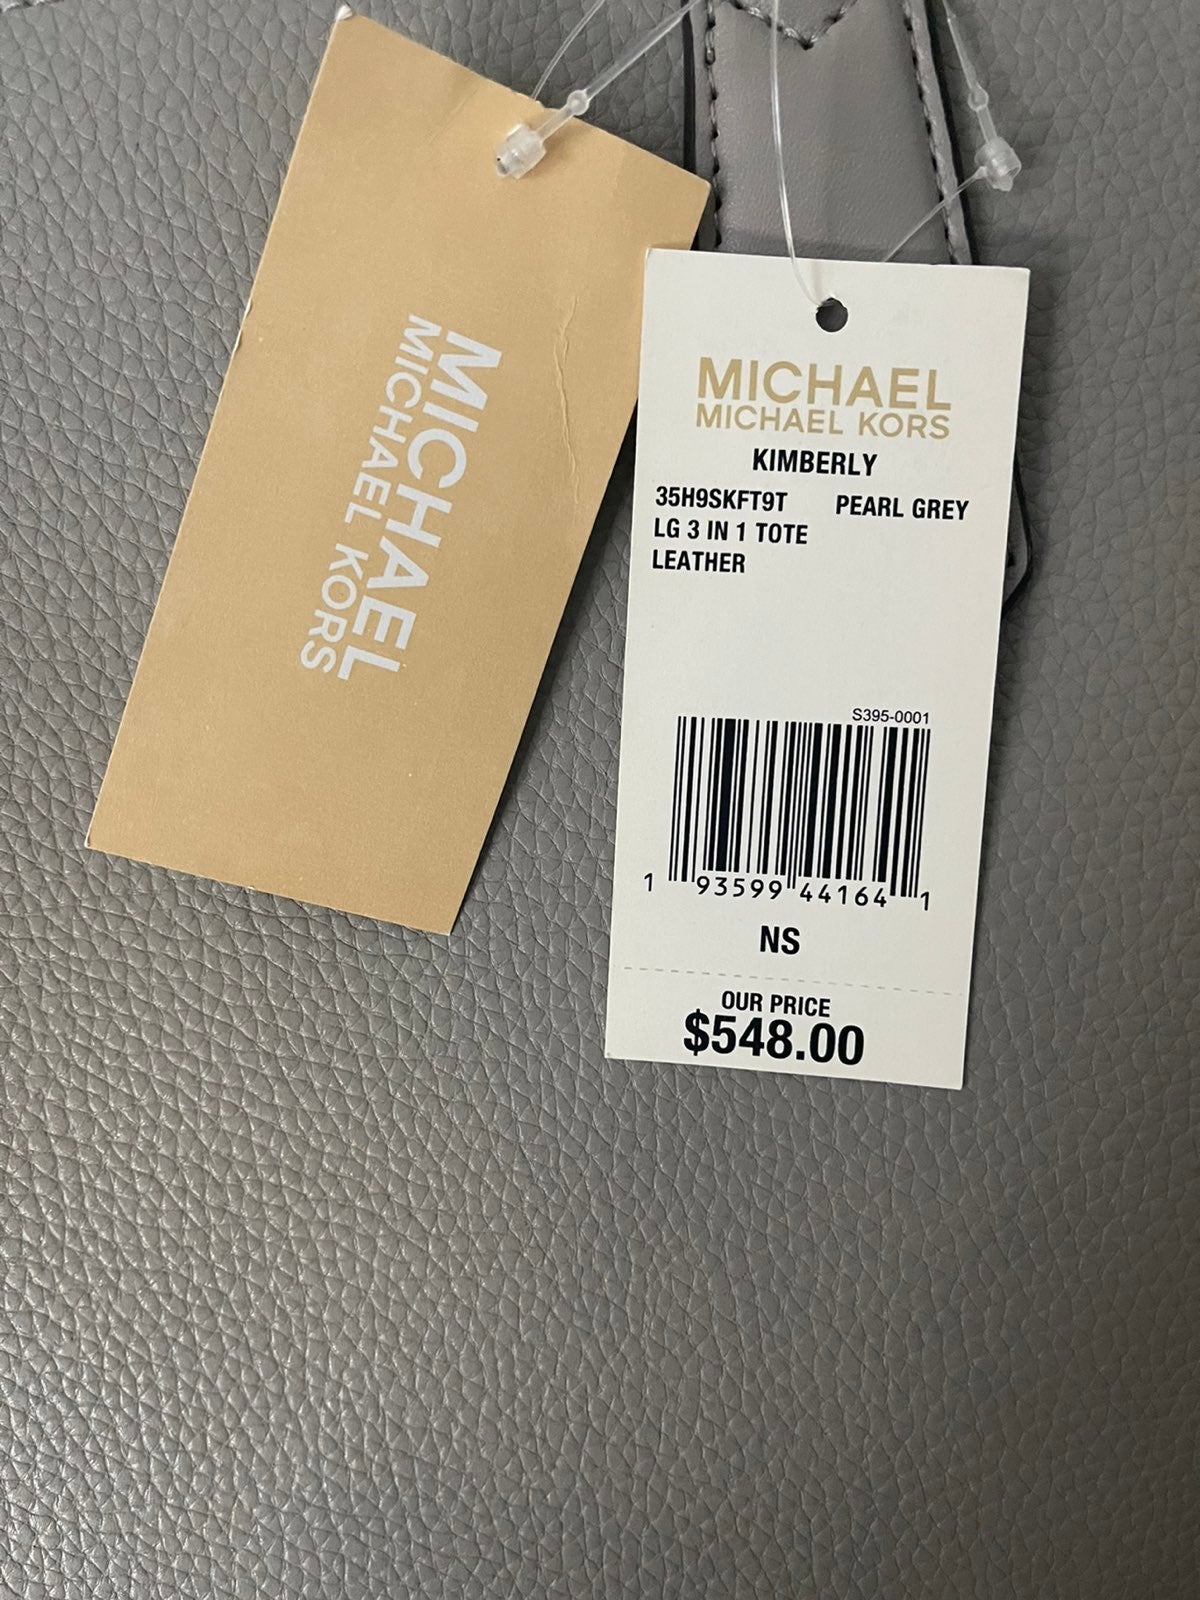 MICHAEL
MICHAEL KORS
MICHAEL
MICHAEL KORS
KIMBERLY
35H9SKFT9T PEARL GREY
LG 3 IN 1 TOTE
LEATHER
S395-0001
1 93599 44164 1
NS
OUR PRICE
$548.00